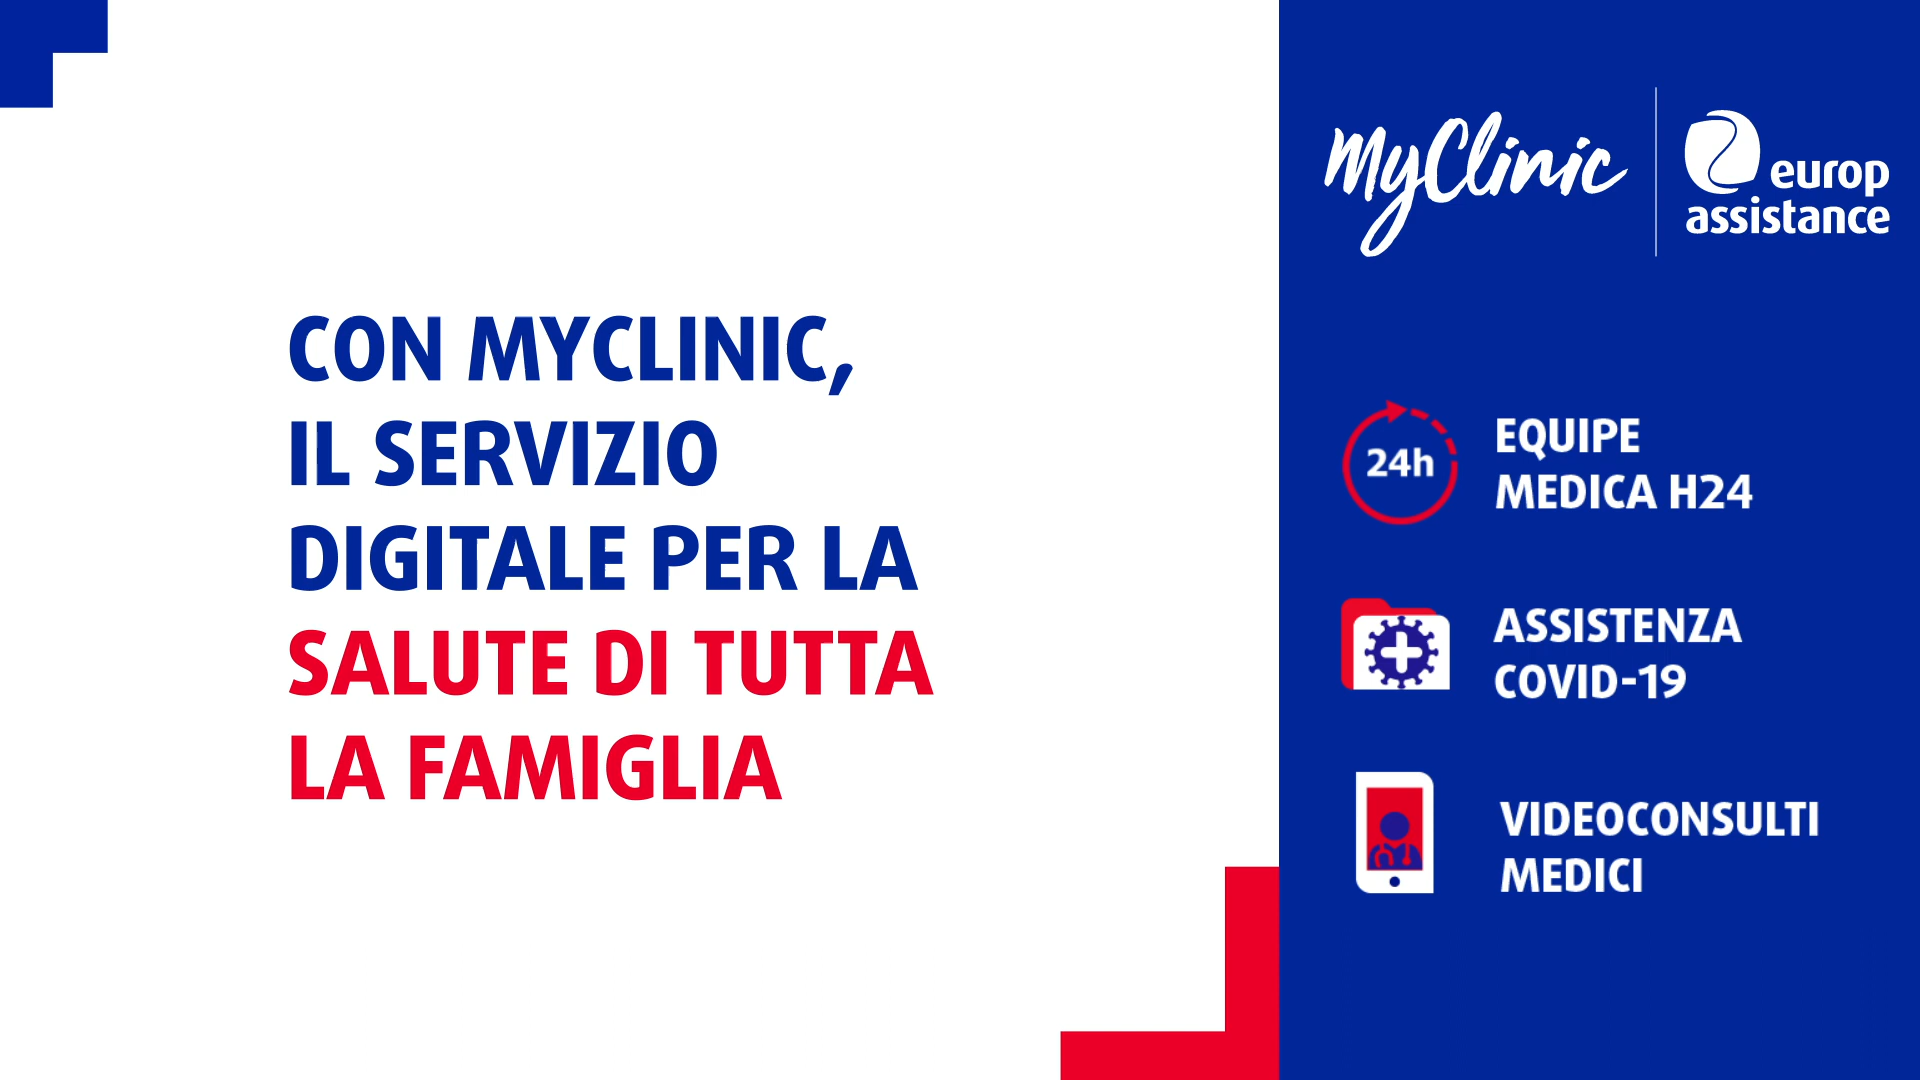 CON MYCLINIC,
IL SERVIZIO
DIGITALE PER LA
SALUTE DI TUTTA
LA FAMIGLIA
MyClinic
europ
assistance
24h
EQUIPE
MEDICA H24
ASSISTENZA
COVID-19
VIDEOCONSULTI
MEDICI